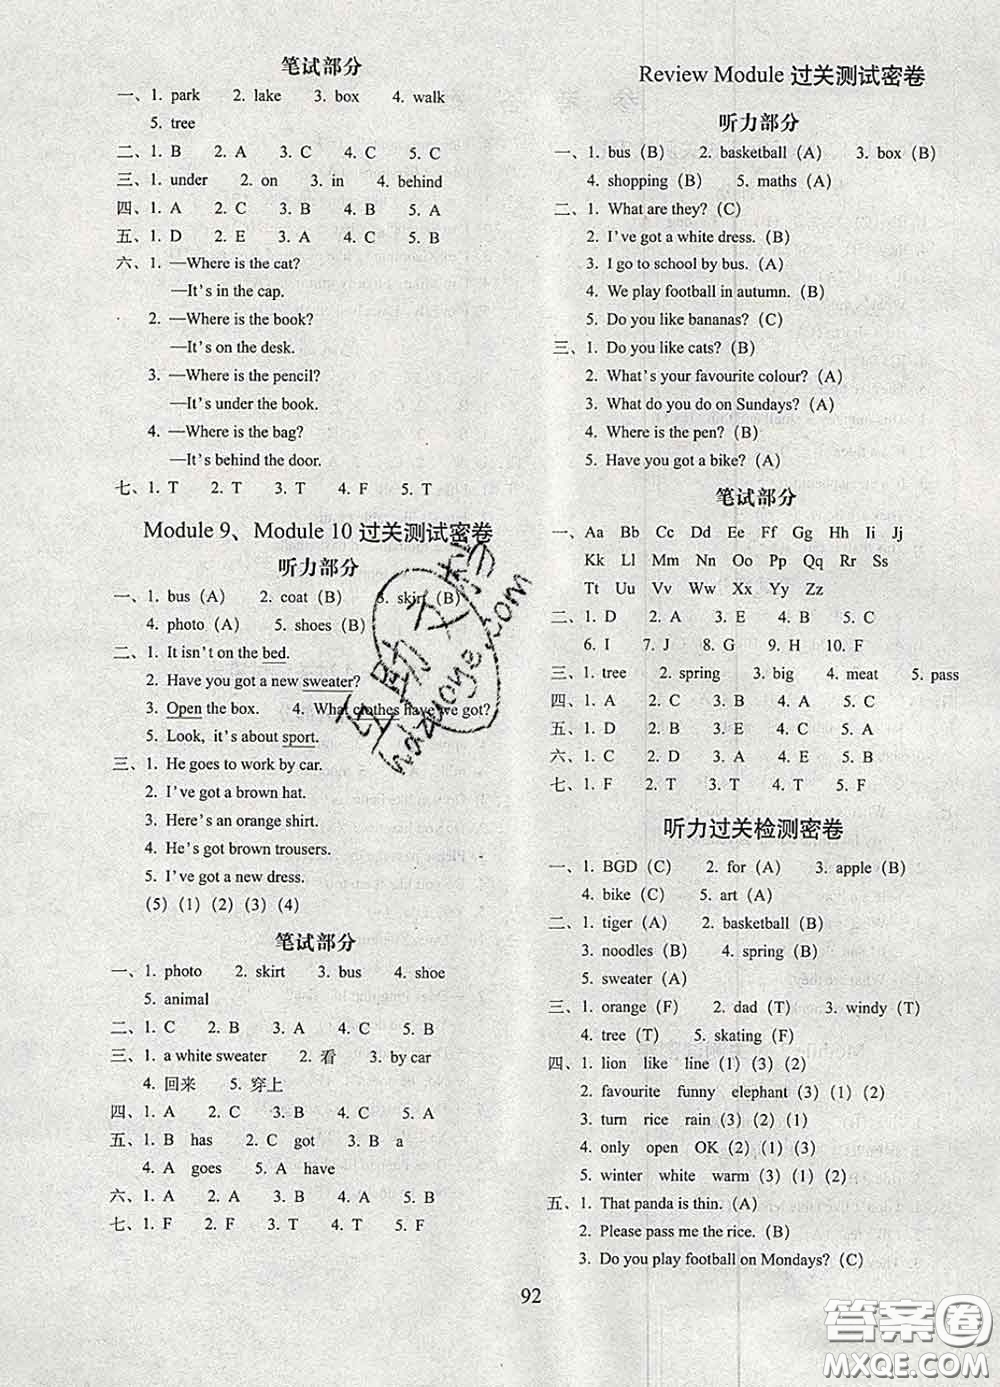 笔试部分
一、1. park 2. lake 3. box 4. walk
5. tree
二、1. B 2. A 3. C 4. C 5. C
三、1. under 2. on 3. in 4. behind
四、1. A 2. C 3. B 4. B 5. A
五、1. D 2. E 3. A 4. C 5. B
六、1. —Where is the cat?
—It's in the cap.
2. —Where is the book?
—It's on the desk.
3. —Where is the pencil?
—It's under the book.
4. —Where is the bag?
—It's behind the door.
七、1. T 2. T 3. T 4. F 5. T
Module 9、Module 10 过关测试密卷
听力部分
一、1. bus (A) 2. coat (B) 3. skirt (B)
4. photo (A) 5. shoes (B)
二、1. It isn't on the bed.
2. Have you got a new sweater?
3. Open the box. 4. What clothes have we got?
5. Look, it's about sport.
三、1. He goes to work by car.
2. I've got a brown hat.
3. Here's an orange shirt.
4. He's got brown trousers.
5. I've got a new dress.
(5) (1) (2) (3) (4)
笔试部分
一、1. photo 2. skirt 3. bus 4. shoe
5. animal
二、1. C 2. B 3. A 4. C 5. B
三、1. a white sweater 2. 看 3. by car
4. 回来 5. 穿上
四、1. A 2. C 3. B 4. C 5. A
五、1. B has 2. C got 3. B a
4. A goes 5. A have
六、1. A 2. A 3. B 4. A 5. B
七、1. F 2. F 3. T 4. T 5. F
Review Module 过关测试密卷
听力部分
一、1. bus (B) 2. basketball (A) 3. box (B)
4. shopping (B) 5. maths (A)
二、1. What are they? (C)
2. I've got a white dress. (B)
3. I go to school by bus. (A)
4. We play football in autumn. (B)
5. Do you like bananas? (C)
三、1. Do you like cats? (B)
2. What's your favourite colour? (A)
3. What do you do on Sundays? (A)
4. Where is the pen? (B)
5. Have you got a bike? (A)
笔试部分
一、Aa Bb Cc Dd Ee Ff Gg Hh Ii Jj
Kk Ll Mm Nn Oo Pp Qq Rr Ss
Tt Uu Vv Ww Xx Yy Zz
二、1. D 2. A 3. E 4. B 5. C
6. I 7. J 8. G 9. H 10. F
三、1. tree 2. spring 3. big 4. meat 5. pass
四、1. A 2. C 3. B 4. A 5. C
五、1. D 2. B 3. E 4. C 5. A
六、1. C 2. D 3. A 4. E 5. B
七、1. F 2. T 3. T 4. T 5. F
听力过关检测密卷
一、1. BGD (C) 2. for (A) 3. apple (B)
4. bike (C) 5. art (A)
二、1. tiger (A) 2. basketball (B)
3. noodles (B) 4. spring (B)
5. sweater (A)
三、1. orange (F) 2. dad (T) 3. windy (T)
4. tree (T) 5. skating (F)
四、1. lion like line (1) (3) (2)
2. favourite funny elephant (3) (1) (2)
3. turn rice rain (3) (2) (1)
4. only open OK (2) (1) (3)
5. winter white warm (3) (1) (2)
五、1. That panda is thin. (A)
2. Please pass me the rice. (B)
3. Do you play football on Mondays? (C)
92
互助文档
hdzuoye.com
答案圈
MXQE.COM